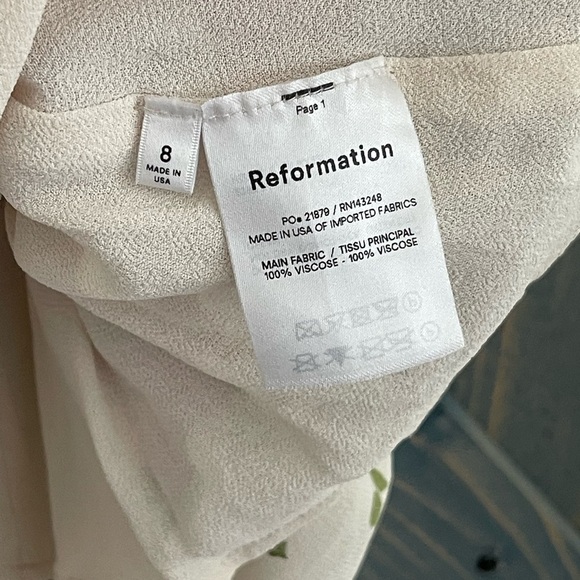 Page 1
8
MADE IN
USA
Reformation
PO# 21879 / RN143248
MADE IN USA OF IMPORTED FABRICS
MAIN FABRIC / TISSU PRINCIPAL
100% VISCOSE - 100% VISCOSE